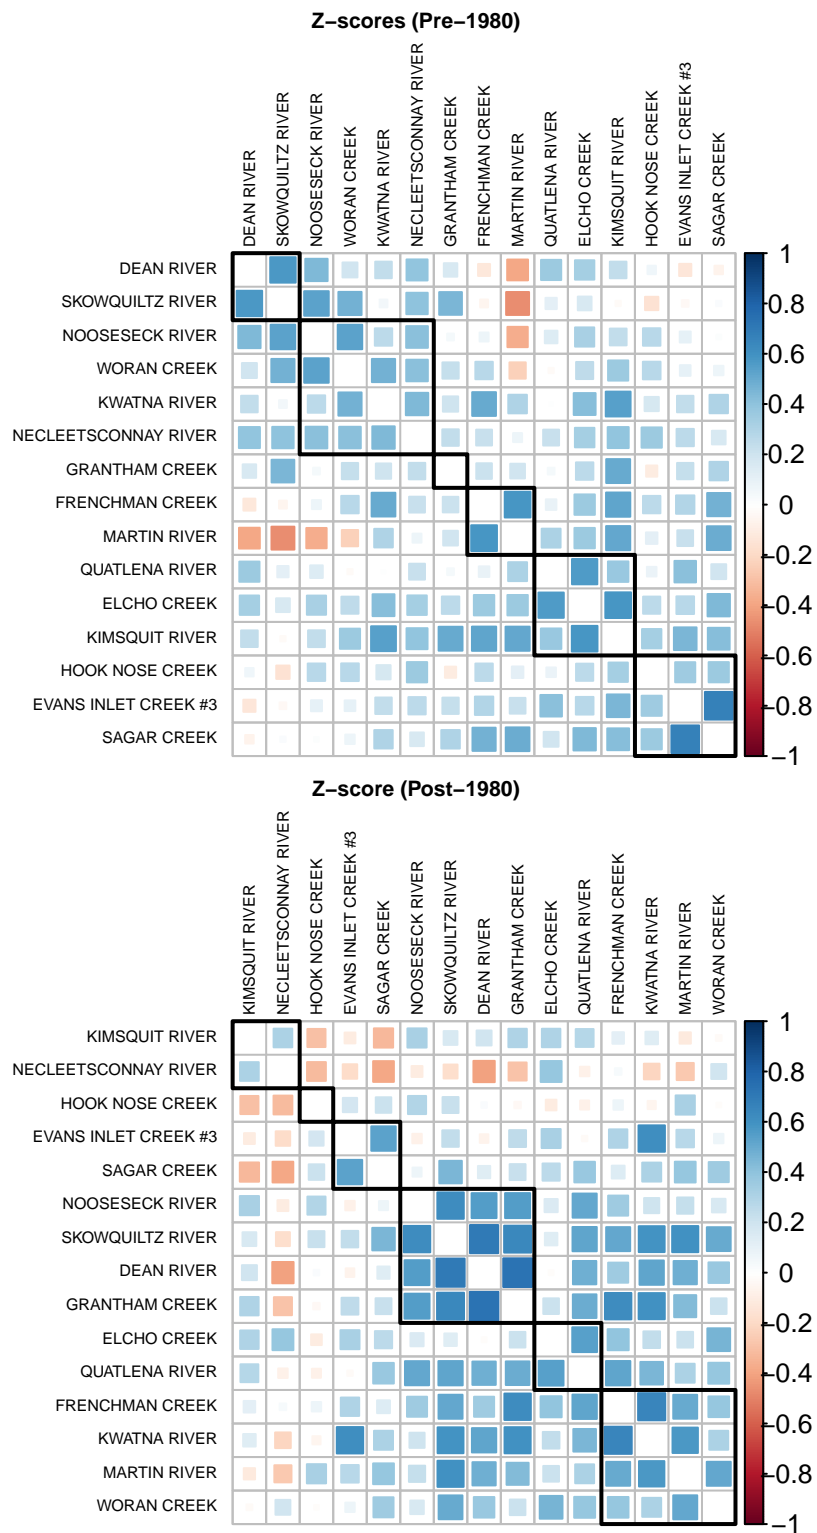 Z−scores (Pre−1980)
DEAN RIVER
SKOWQUILTZ RIVER
NOOSESECK RIVER
WORAN CREEK
KWATNA RIVER
NECLEETSCONNAY RIVER
GRANTHAM CREEK
FRENCHMAN CREEK
MARTIN RIVER
QUATLENA RIVER
ELCHO CREEK
KIMSQUIT RIVER
HOOK NOSE CREEK
EVANS INLET CREEK #3
SAGAR CREEK
DEAN RIVER
SKOWQUILTZ RIVER
NOOSESECK RIVER
WORAN CREEK
KWATNA RIVER
NECLEETSCONNAY RIVER
GRANTHAM CREEK
FRENCHMAN CREEK
MARTIN RIVER
QUATLENA RIVER
ELCHO CREEK
KIMSQUIT RIVER
HOOK NOSE CREEK
EVANS INLET CREEK #3
SAGAR CREEK
1
0.8
0.6
0.4
0.2
0
−0.2
−0.4
−0.6
−0.8
−1
Z−score (Post−1980)
KIMSQUIT RIVER
NECLEETSCONNAY RIVER
HOOK NOSE CREEK
EVANS INLET CREEK #3
SAGAR CREEK
NOOSESECK RIVER
SKOWQUILTZ RIVER
DEAN RIVER
GRANTHAM CREEK
ELCHO CREEK
QUATLENA RIVER
FRENCHMAN CREEK
KWATNA RIVER
MARTIN RIVER
WORAN CREEK
KIMSQUIT RIVER
NECLEETSCONNAY RIVER
HOOK NOSE CREEK
EVANS INLET CREEK #3
SAGAR CREEK
NOOSESECK RIVER
SKOWQUILTZ RIVER
DEAN RIVER
GRANTHAM CREEK
ELCHO CREEK
QUATLENA RIVER
FRENCHMAN CREEK
KWATNA RIVER
MARTIN RIVER
WORAN CREEK
1
0.8
0.6
0.4
0.2
0
−0.2
−0.4
−0.6
−0.8
−1